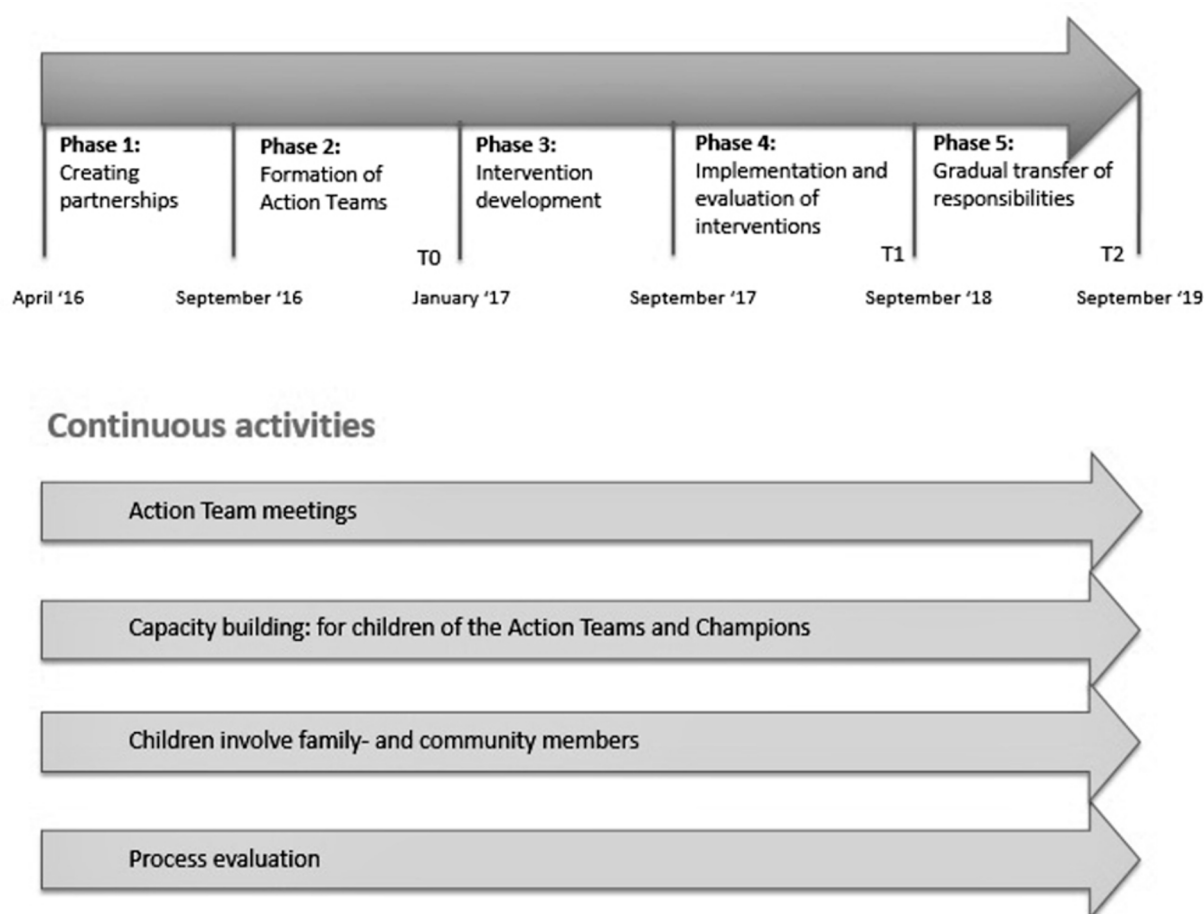 Phase 1:
Creating
partnerships
Phase 2:
Formation of
Action Teams
Phase 3:
Intervention
development
Phase 4:
Implementation and
evaluation of
interventions
Phase 5:
Gradual transfer of
responsibilities
T0
T1
T2
April ‘16
September ‘16
January ‘17
September ‘17
September ‘18
September ‘19
Continuous activities
Action Team meetings
Capacity building: for children of the Action Teams and Champions
Children involve family- and community members
Process evaluation